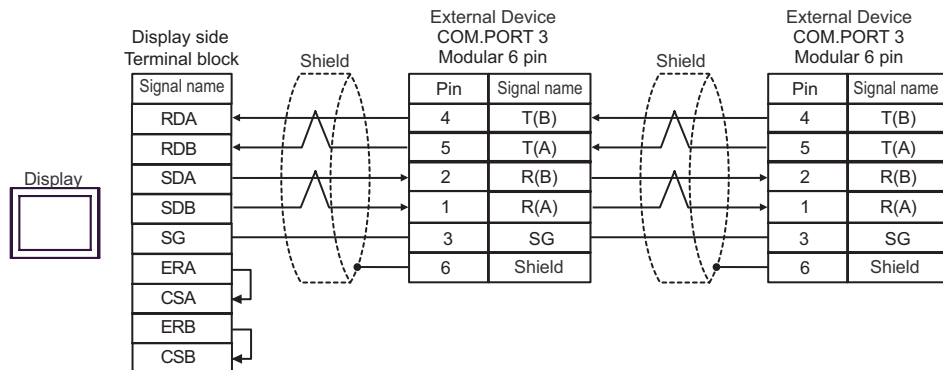 Display
Display side
Terminal block
Signal name
RDA
RDB
SDA
SDB
SG
ERA
CSA
ERB
CSB
Shield
External Device
COM.PORT 3
Modular 6 pin
Pin Signal name
4 T(B)
5 T(A)
2 R(B)
1 R(A)
3 SG
6 Shield
Shield
External Device
COM.PORT 3
Modular 6 pin
Pin Signal name
4 T(B)
5 T(A)
2 R(B)
1 R(A)
3 SG
6 Shield